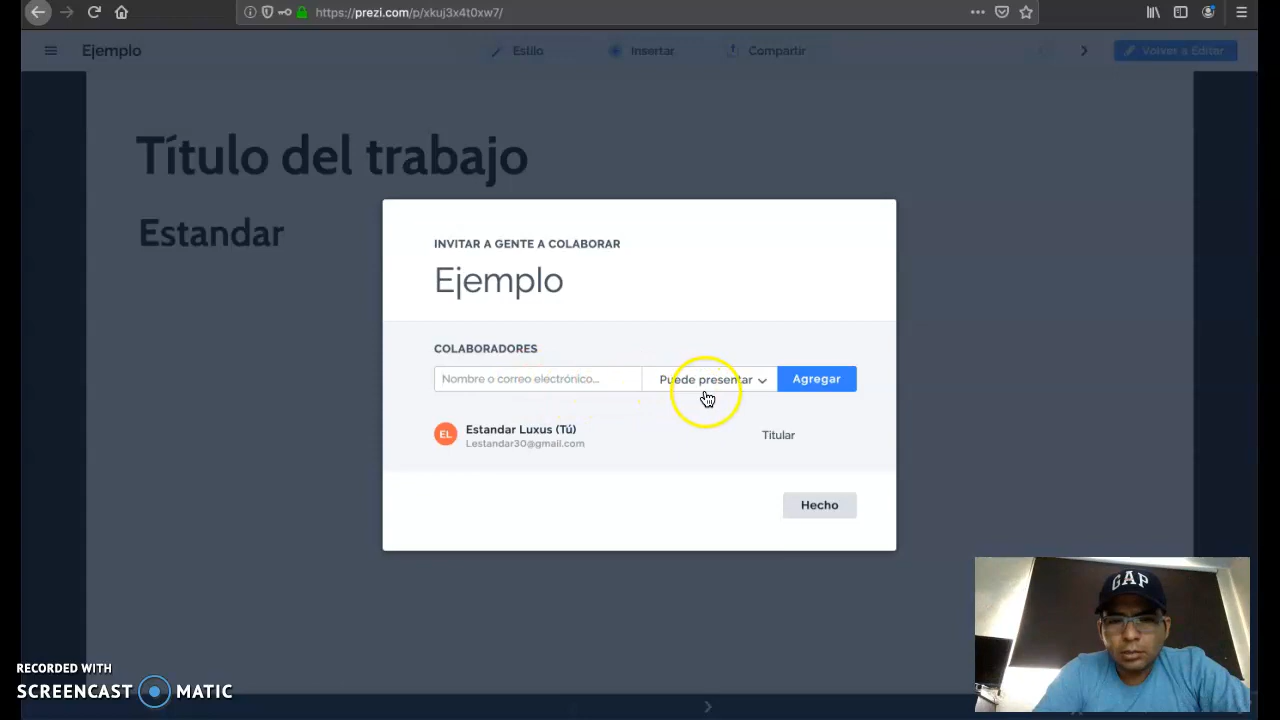 https://prezi.com/p/xkuj3x4t0xw7/
Ejemplo
Estilo
Insertar
Compartir
Volver a Editar
Título del trabajo
Estandar
INVITAR A GENTE A COLABORAR
Ejemplo
COLABORADORES
Nombre o correo electrónico...
Puede presentar
Agregar
EL
Estandar Luxus (Tú)
Titular
Lestandar30@gmail.com
Hecho
GAP
RECORDED WITH
SCREENCAST MATIC